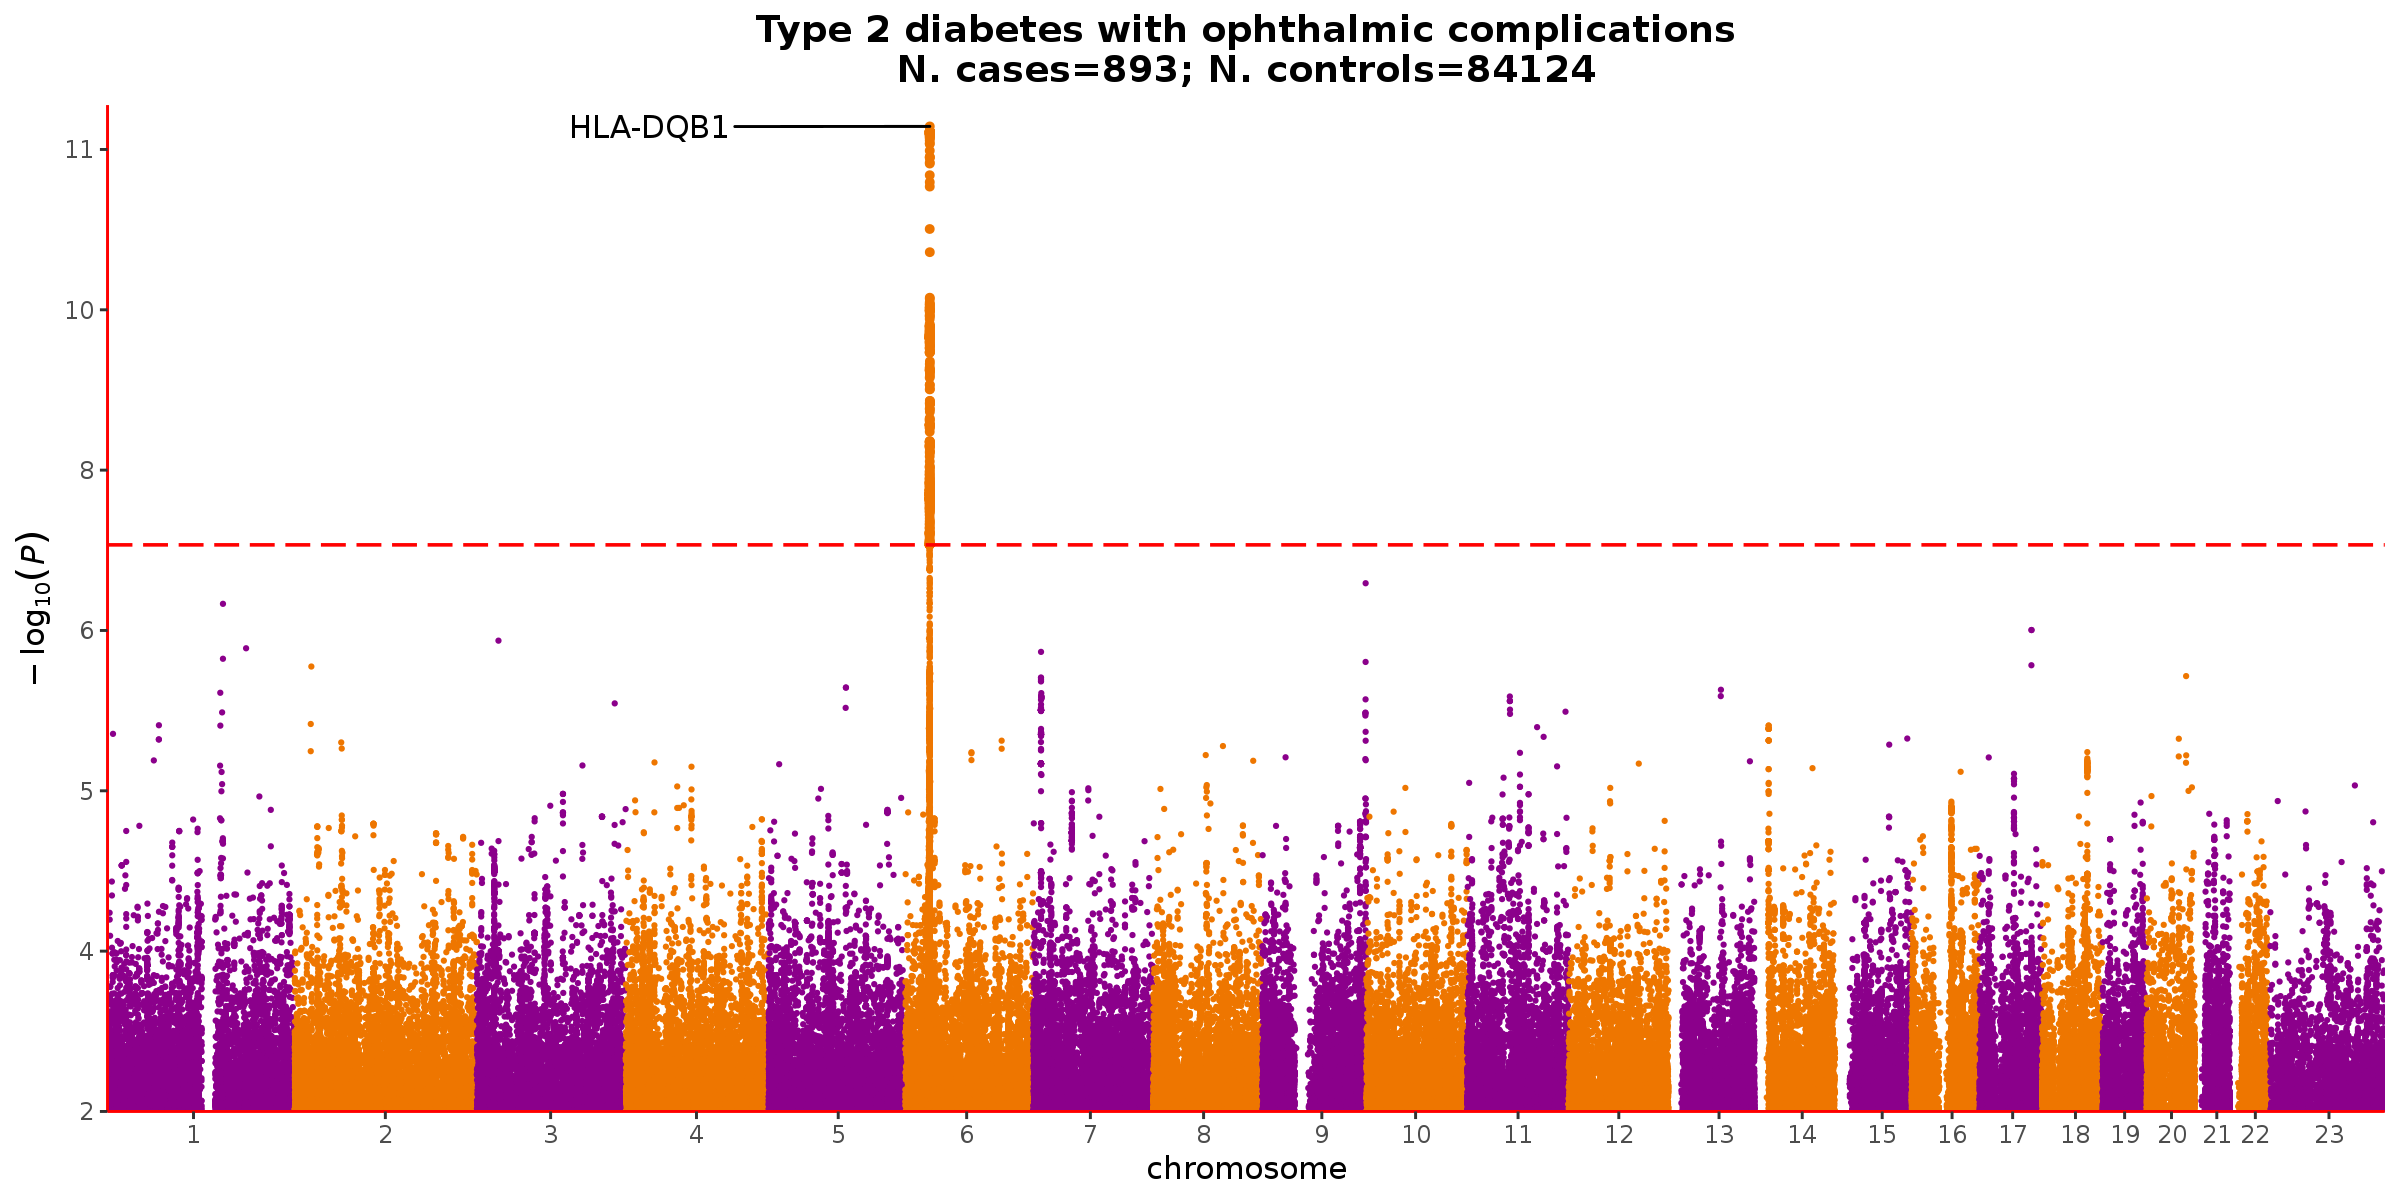 Type 2 diabetes with ophthalmic complications
N. cases=893; N. controls=84124
HLA-DQB1
11
10
8
6
5
4
2
− log₁₀(P)
1 2 3 4 5 6 7 8 9 10 11 12 13 14 15 16 17 18 19 20 21 22 23
chromosome